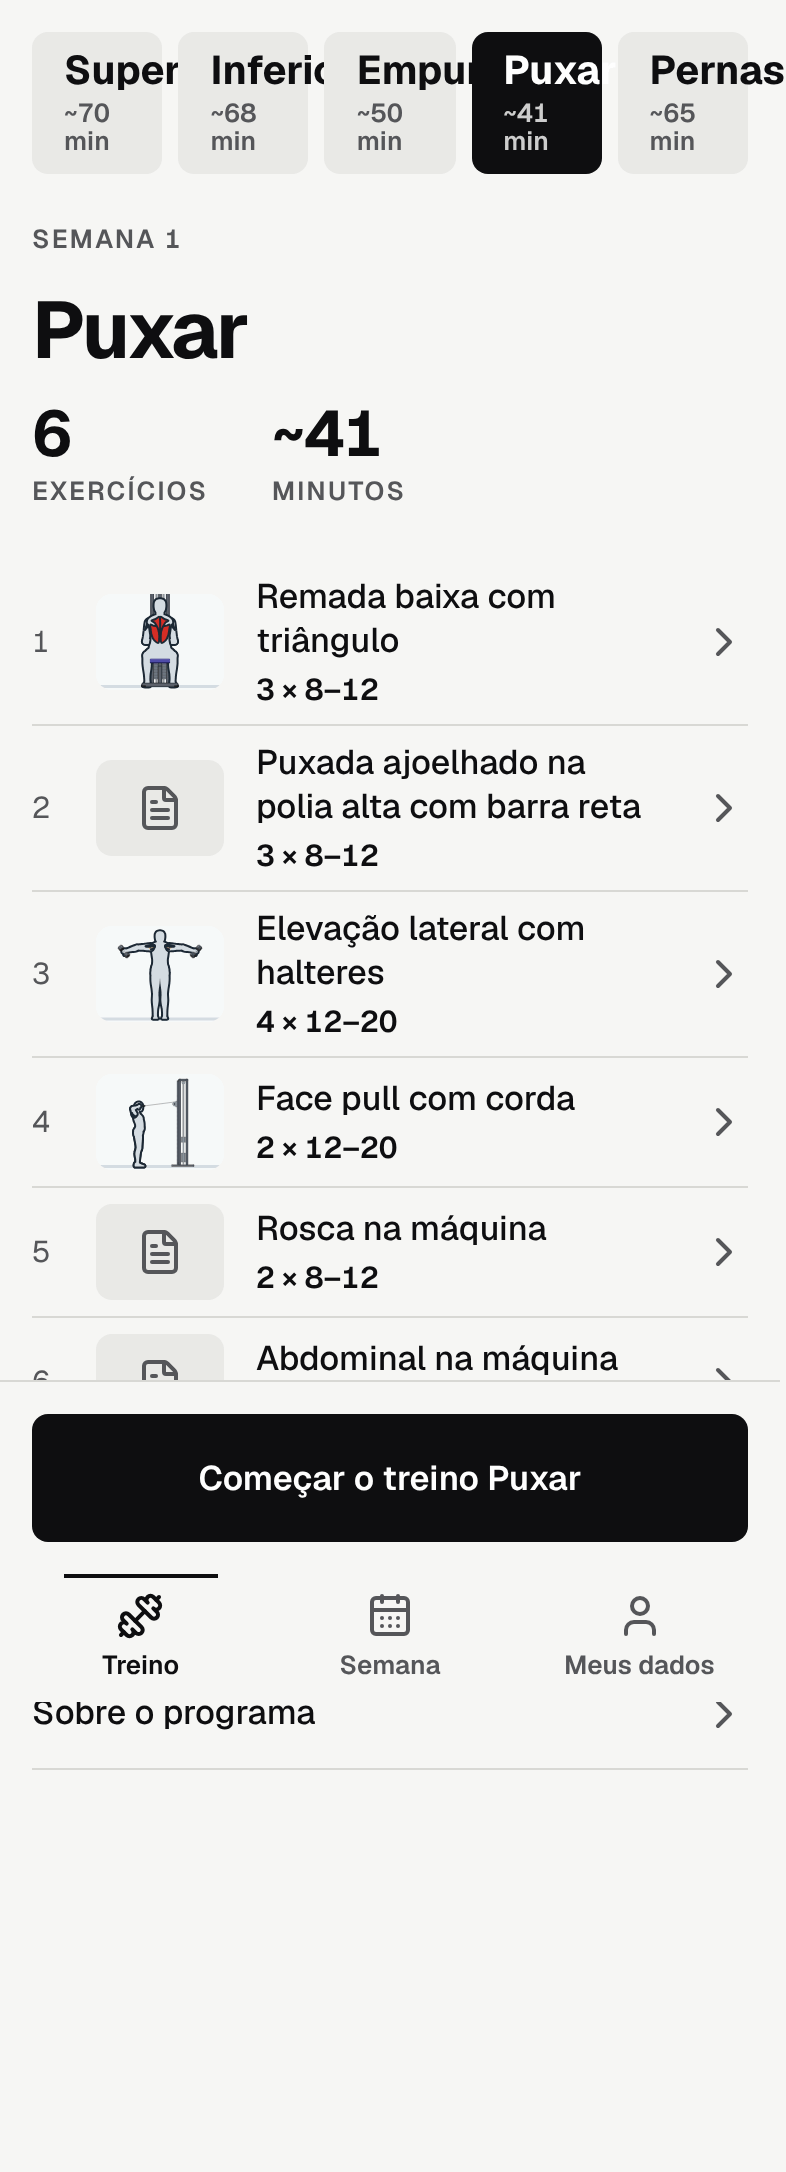 Super
Inferio
Empur
Puxar
Pernas
~70
min
~68
min
~50
min
~41
min
~65
min
SEMANA 1
Puxar
6
EXERCÍCIOS
~41
MINUTOS
1
Remada baixa com
triângulo
3 × 8–12
2
Puxada ajoelhado na
polia alta com barra reta
3 × 8–12
3
Elevação lateral com
halteres
4 × 12–20
4
Face pull com corda
2 × 12–20
5
Rosca na máquina
2 × 8–12
6
Abdominal na máquina
Começar o treino Puxar
Treino
Semana
Meus dados
Sobre o programa